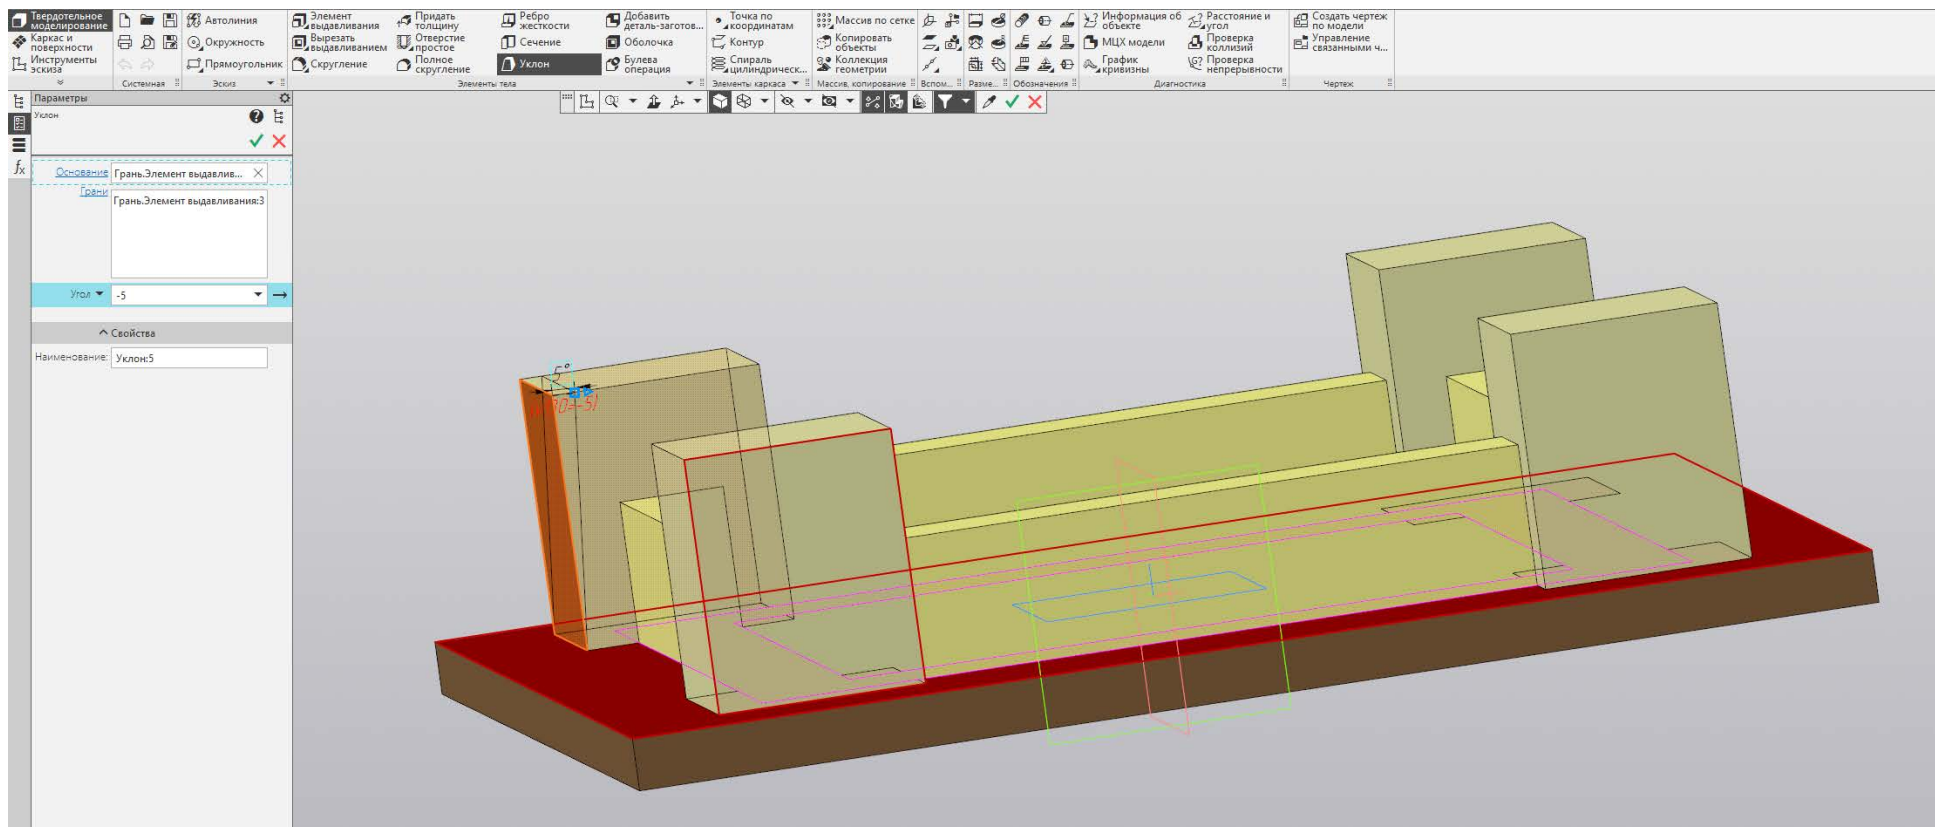 Твердотельное моделирование
Каркас и поверхности
Инструменты эскиза
Системная
Автолиния
Окружность
Прямоугольник
Эскиз
Элемент выдавливания
Вырезать выдавливанием
Скругление
Придать толщину
Отверстие простое
Полное скругление
Ребро жесткости
Сечение
Уклон
Добавить деталь-заготов...
Оболочка
Булева операция
Элементы тела
Точка по координатам
Контур
Спираль цилиндрическ...
Элементы каркаса
Массив по сетке
Копировать объекты
Коллекция геометрии
Массив, копирование
Вспом...
Разме...
Обозначения
Информация об объекте
МЦХ модели
График кривизны
Расстояние и угол
Проверка коллизий
Проверка непрерывности
Диагностика
Создать чертеж по модели
Управление связанными ч...
Чертеж
Параметры
Уклон
fx
Основание
Грань.Элемент выдавлив...
Грани
Грань.Элемент выдавливания:3
Угол
-5
Свойства
Наименование:
Уклон:5
5°